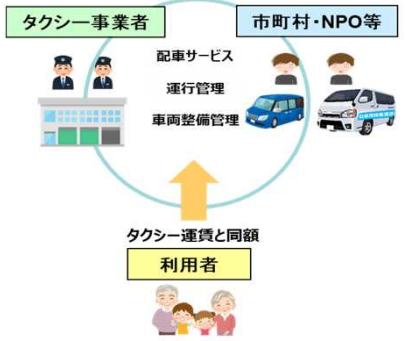 タクシー事業者
市町村・NPO等
配車サービス
運行管理
車両整備管理
タクシー運賃と同額
利用者